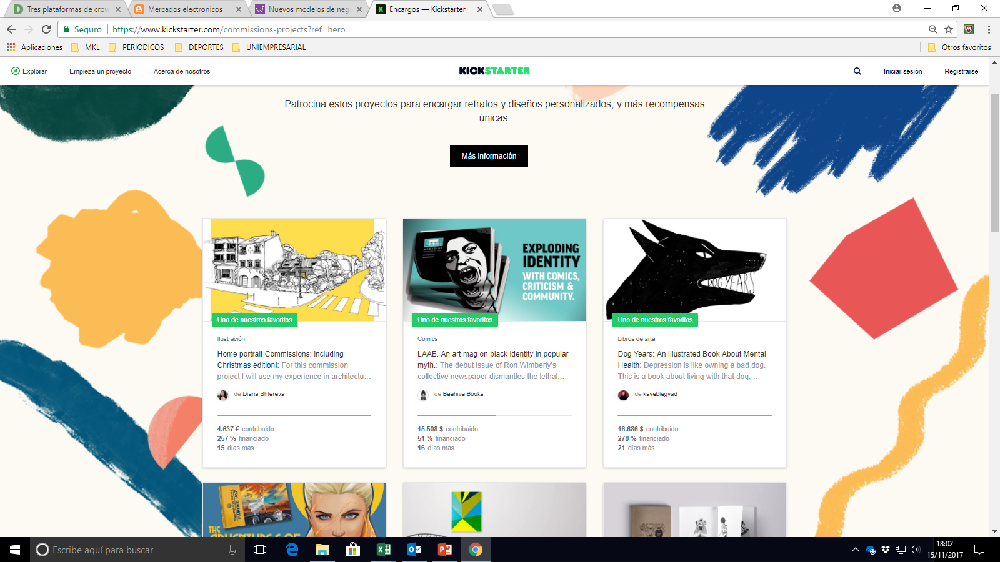 Tres plataformas de crow
Mercados electronicos
Nuevos modelos de neg
Encargos — Kickstarter
Seguro
https://www.kickstarter.com/commissions-projects?ref=hero
Aplicaciones
MKL
PERIODICOS
DEPORTES
UNIEMPRESARIAL
Otros favoritos
Explorar
Empieza un proyecto
Acerca de nosotros
KICKSTARTER
Iniciar sesión
Registrarse
Patrocina estos proyectos para encargar retratos y diseños personalizados, y más recompensas
únicas.
Más información
Uno de nuestros favoritos
Ilustración
Home portrait Commissions: including
Christmas edition!: For this commission
project I will use my experience in architectu…
de Diana Shtereva
4.637 € contribuido
257 % financiado
15 días más
MAGAZINE
EXPLODING
IDENTITY
WITH COMICS,
CRITICISM &
COMMUNITY.
Uno de nuestros favoritos
Comics
LAAB. An art mag on black identity in popular
myth.: The debut issue of Ron Wimberly's
collective newspaper dismantles the lethal…
de Beehive Books
15.508 $ contribuido
51 % financiado
16 días más
DOG YEARS
Uno de nuestros favoritos
Libros de arte
Dog Years: An Illustrated Book About Mental
Health: Depression is like owning a bad dog.
This is a book about living with that dog,…
de kayeblegvad
16.686 $ contribuido
278 % financiado
21 días más
THE
ADVENTURES OF
Escribe aquí para buscar
18:02
15/11/2017